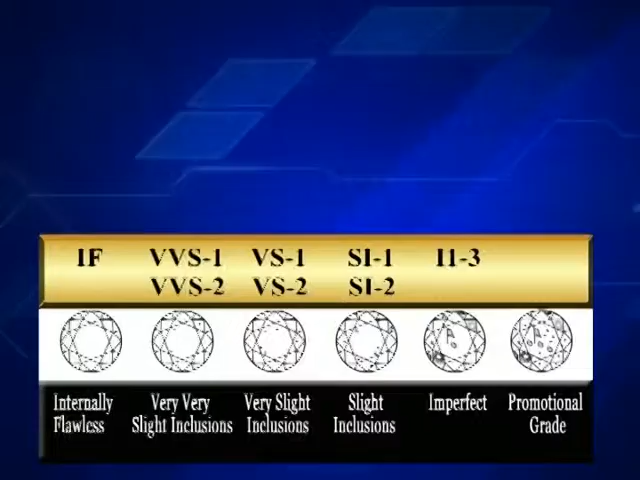 IF VVS-1 VS-1 SI-1 I1-3
VVS-2 VS-2 SI-2
Internally Very Very Very Slight Slight Imperfect Promotional
Flawless Slight Inclusions Inclusions Inclusions Grade